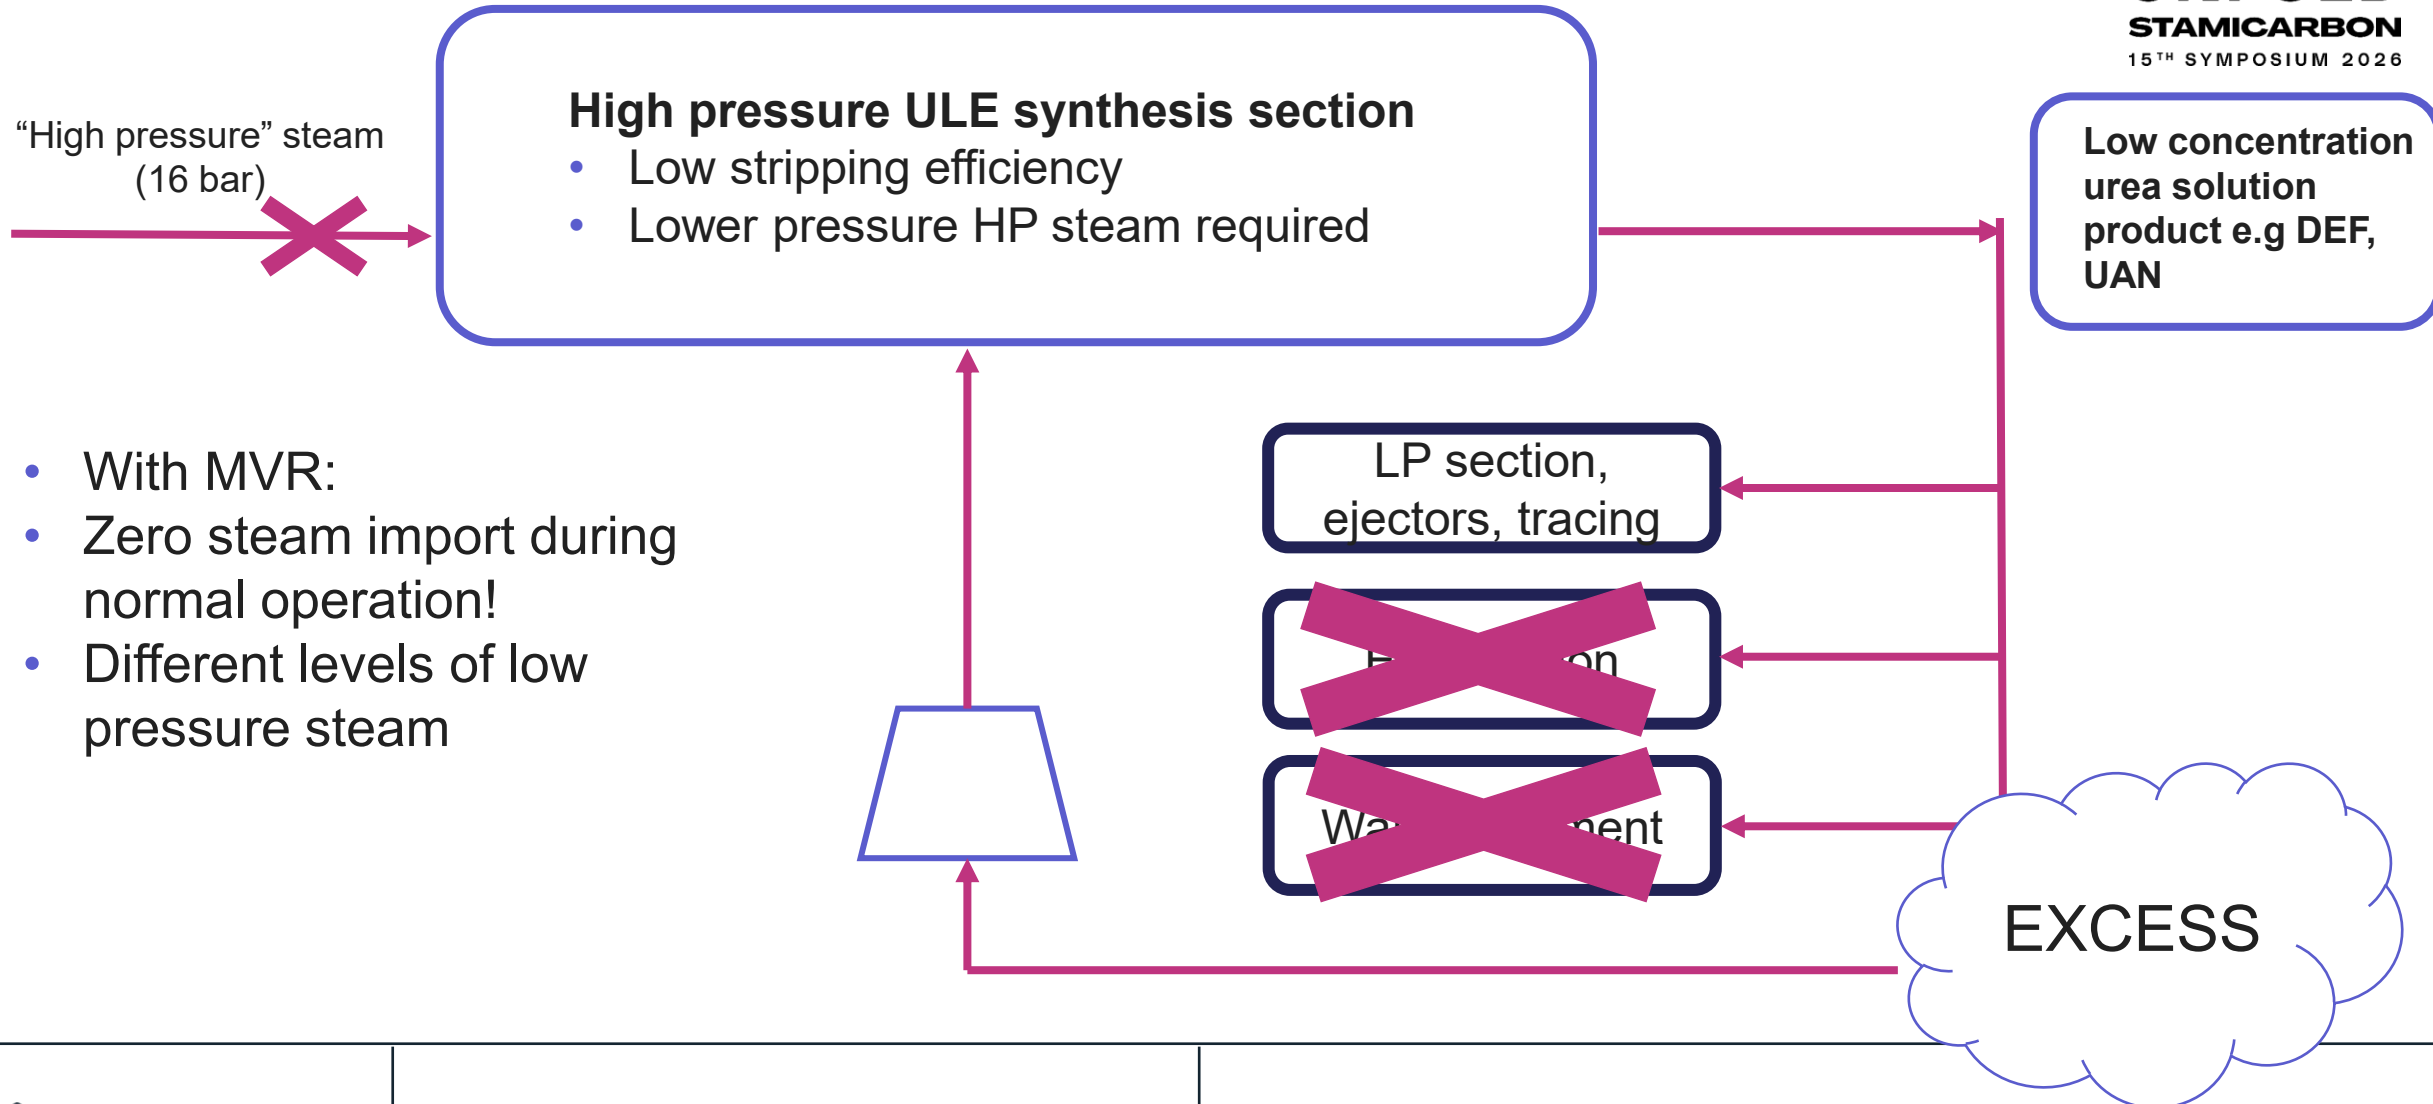 STAMICARBON
15TH SYMPOSIUM 2026
“High pressure” steam
(16 bar)
High pressure ULE synthesis section
• Low stripping efficiency
• Lower pressure HP steam required
Low concentration
urea solution
product e.g DEF,
UAN
• With MVR:
• Zero steam import during
normal operation!
• Different levels of low
pressure steam
LP section,
ejectors, tracing
EXCESS